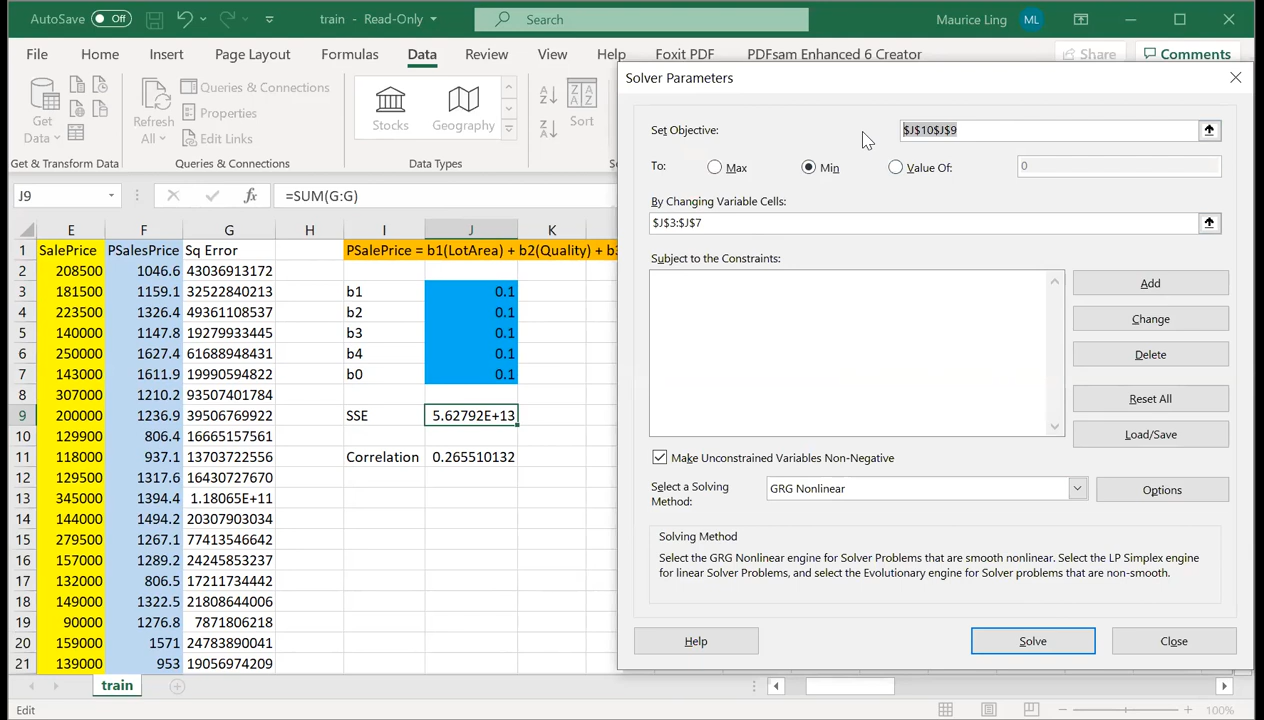 AutoSave Off train - Read-Only Search Maurice Ling ML
File Home Insert Page Layout Formulas Data Review View Help Foxit PDF PDFsam Enhanced 6 Creator Share Comments
Get Data
Refresh All
Queries & Connections
Properties
Stocks Geography
Sort
Get & Transform Data Queries & Connections Data Types
J9 fx =SUM(G:G)
E F G H I J K
1 SalePrice PSalesPrice Sq Error PSalePrice = b1(LotArea) + b2(Quality) + b3
2 208500 1046.6 43036913172
3 181500 1159.1 32522840213 b1 0.1
4 223500 1326.4 49361108537 b2 0.1
5 140000 1147.8 19279933445 b3 0.1
6 250000 1627.4 61688948431 b4 0.1
7 143000 1611.9 19990594822 b0 0.1
8 307000 1210.2 93507401784
9 200000 1236.9 39506769922 SSE 5.62792E+13
10 129900 806.4 16665157561
11 118000 937.1 13703722556 Correlation 0.265510132
12 129500 1317.6 16430727670
13 345000 1394.4 1.18065E+11
14 144000 1494.2 20307903034
15 279500 1267.1 77413546642
16 157000 1289.2 24245853237
17 132000 806.5 17211734442
18 149000 1322.5 21808644006
19 90000 1276.8 7871806218
20 159000 1571 24783890041
21 139000 953 19056974209
train
Edit
100%
Solver Parameters
Set Objective: $J$10$J$9
To: Max Min Value Of: 0
By Changing Variable Cells:
$J$3:$J$7
Subject to the Constraints:
Add
Change
Delete
Reset All
Load/Save
Make Unconstrained Variables Non-Negative
Select a Solving Method: GRG Nonlinear Options
Solving Method
Select the GRG Nonlinear engine for Solver Problems that are smooth nonlinear. Select the LP Simplex engine
for linear Solver Problems, and select the Evolutionary engine for Solver problems that are non-smooth.
Help Solve Close